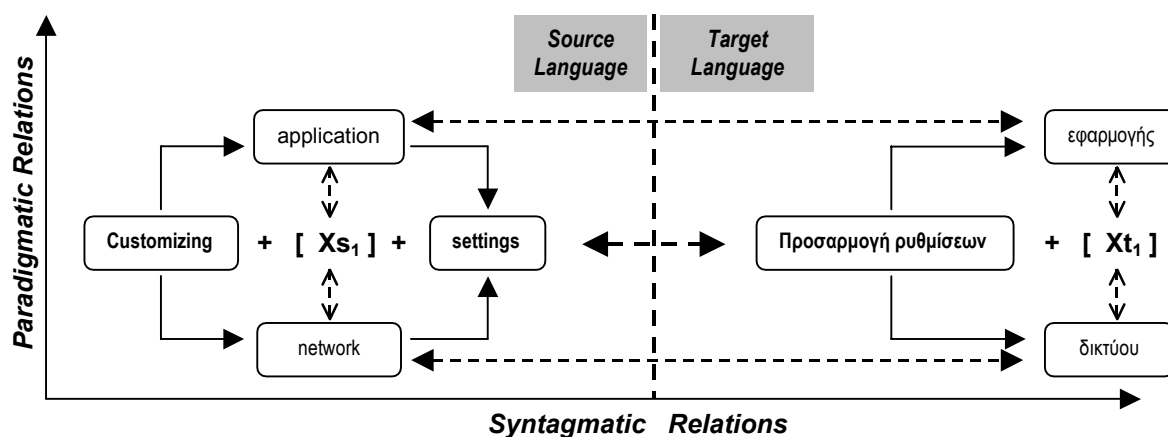 Paradigmatic Relations
Source Language
Target Language
application
εφαρμογής
Customizing + [ Xs₁ ] + settings
Προσαρμογή ρυθμίσεων + [ Xt₁ ]
network
δικτύου
Syntagmatic Relations